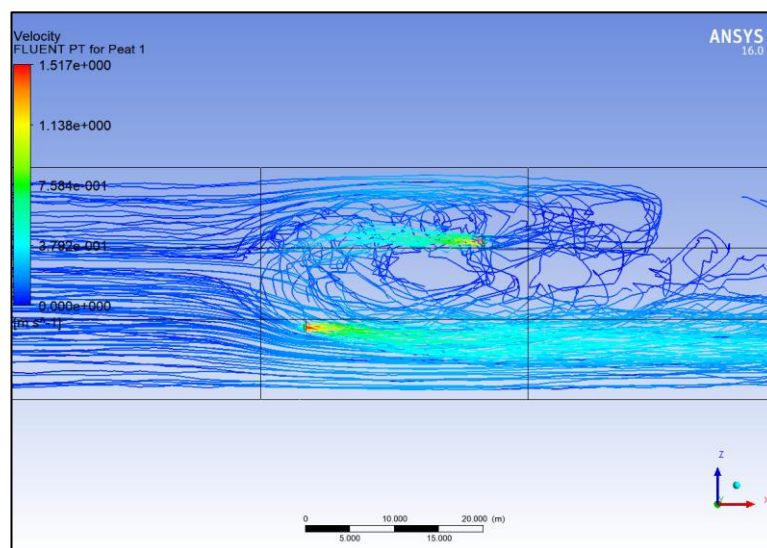 Velocity
FLUENT PT for Peat 1
1.517e+000
1.138e+000
7.584e-001
3.792e-001
0.000e+000
[m s^-1]
ANSYS
16.0
Z
Y
X
0 10.000 20.000 (m)
5.000 15.000